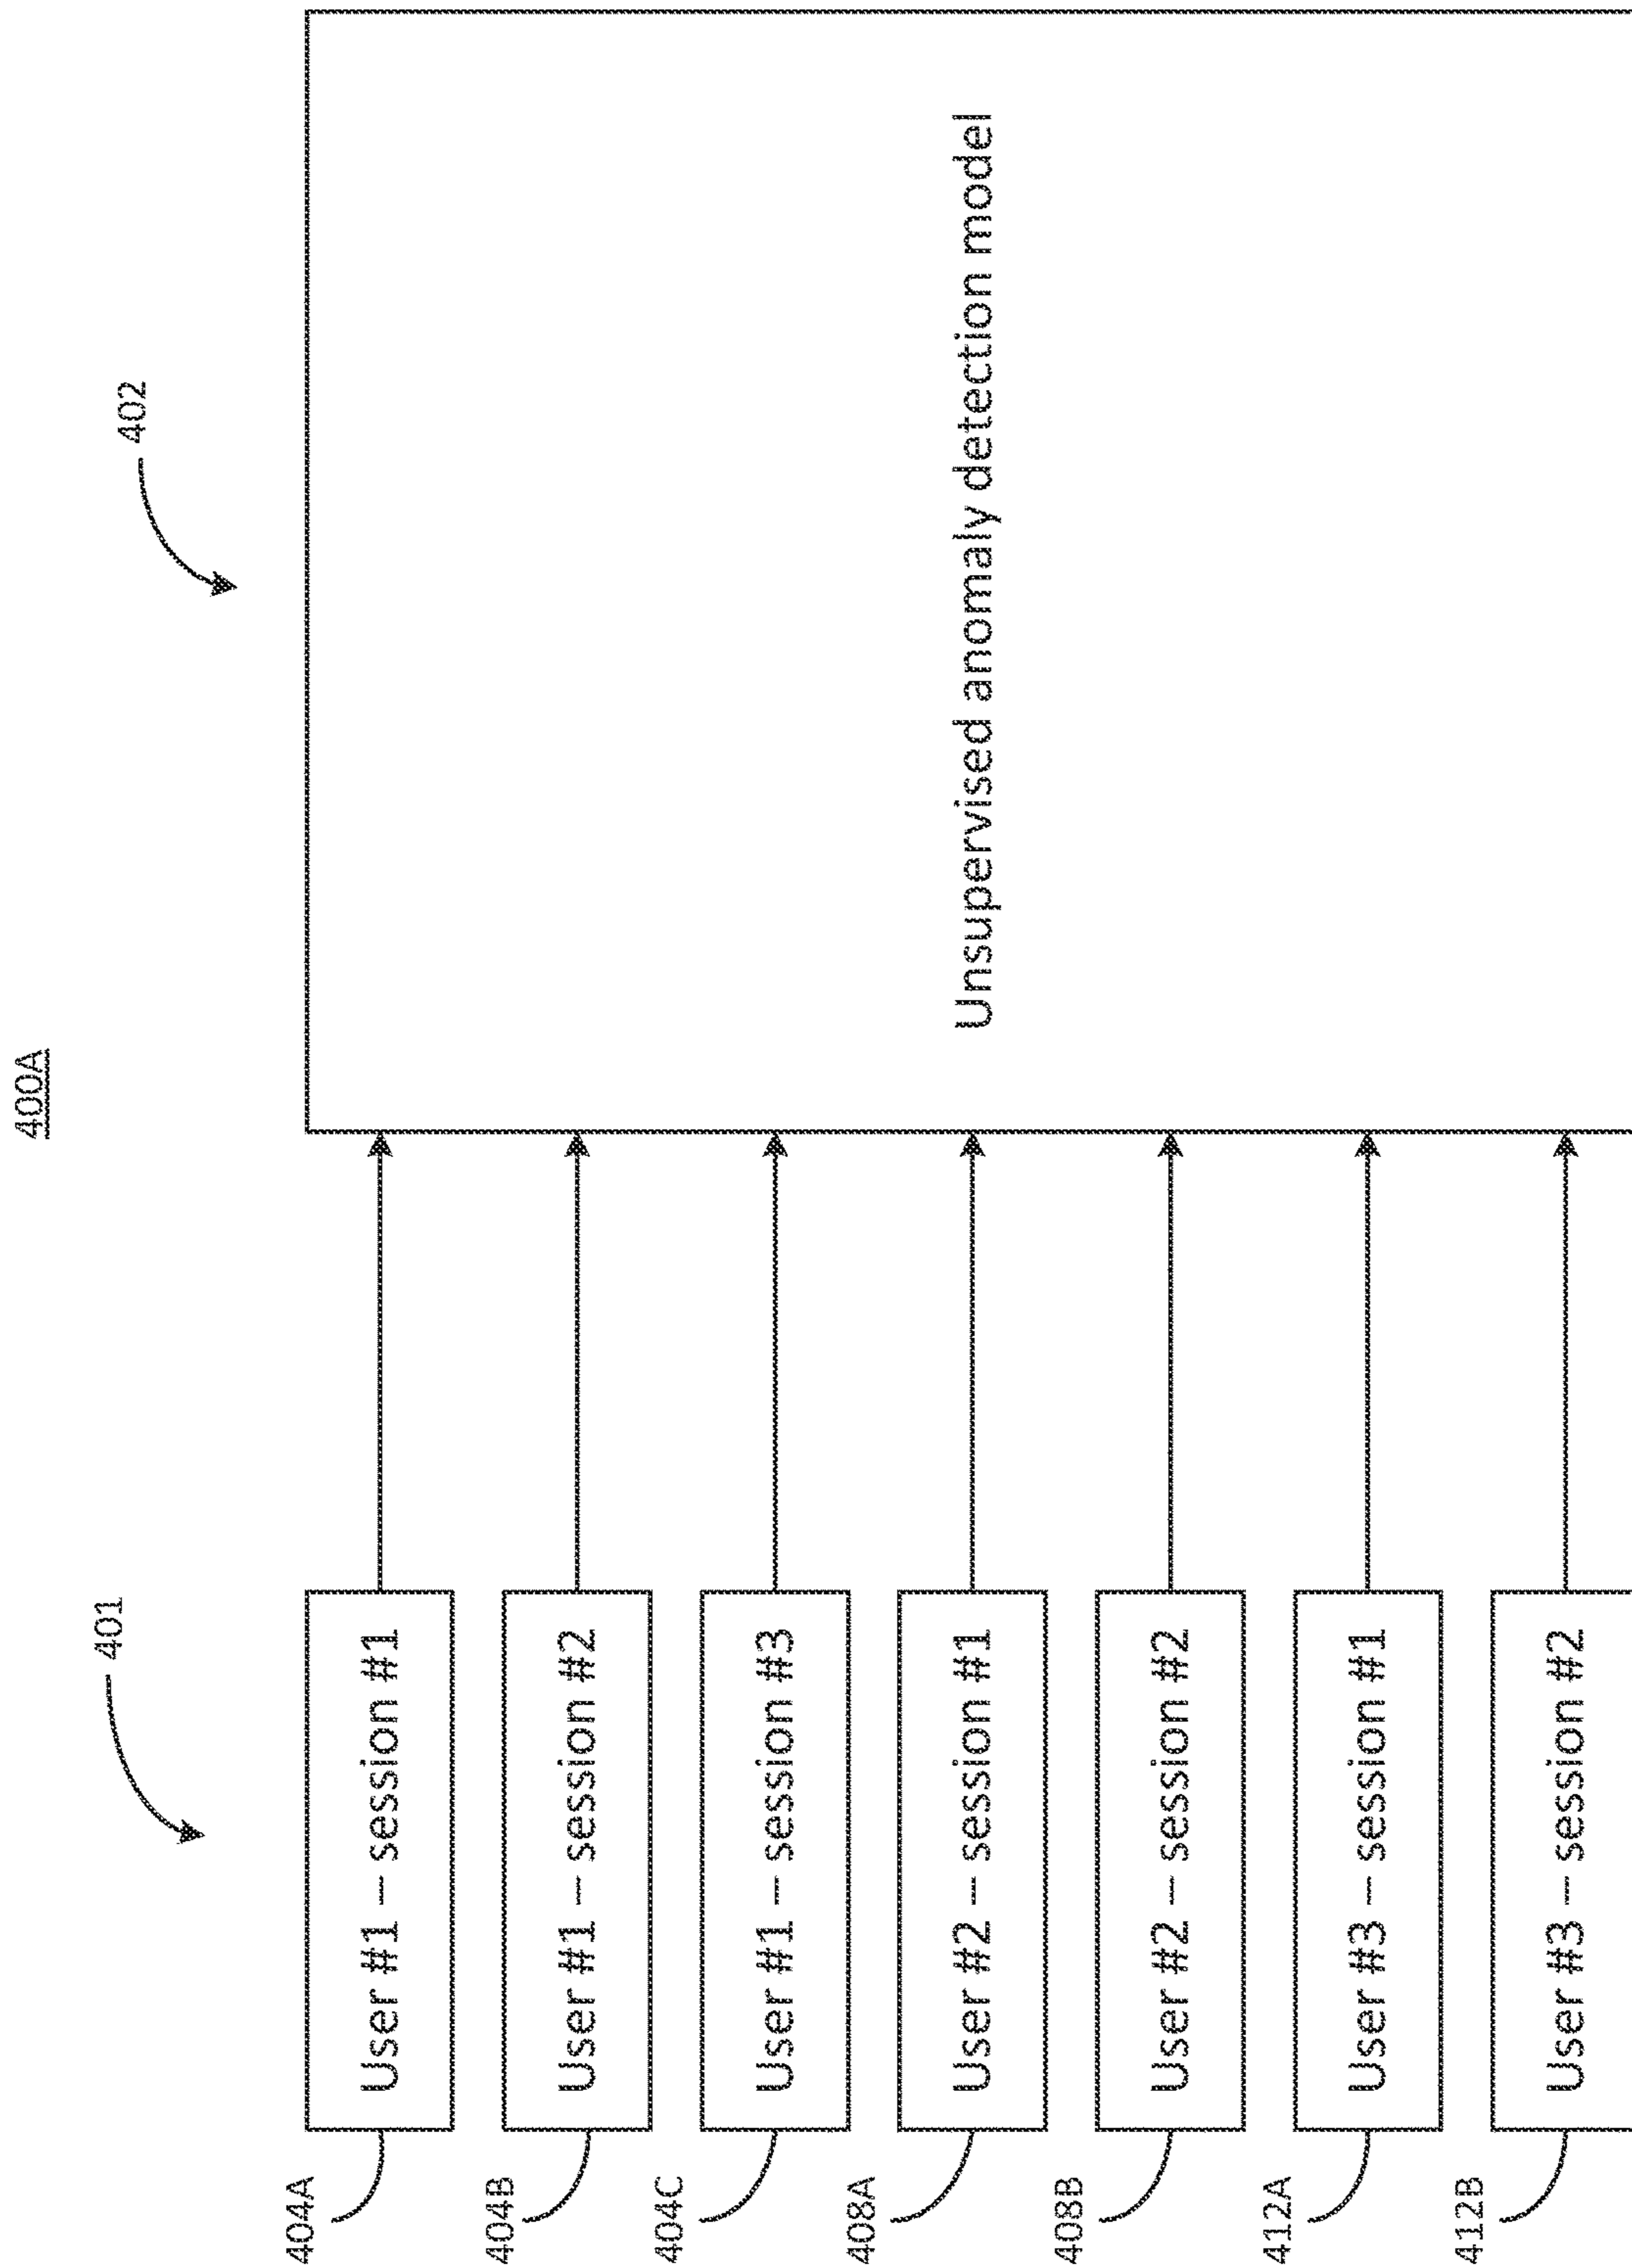 400A
401
402
404A
User #1 – session #1
404B
User #1 – session #2
404C
User #1 – session #3
408A
User #2 – session #1
408B
User #2 – session #2
412A
User #3 – session #1
412B
User #3 – session #2
Unsupervised anomaly detection model